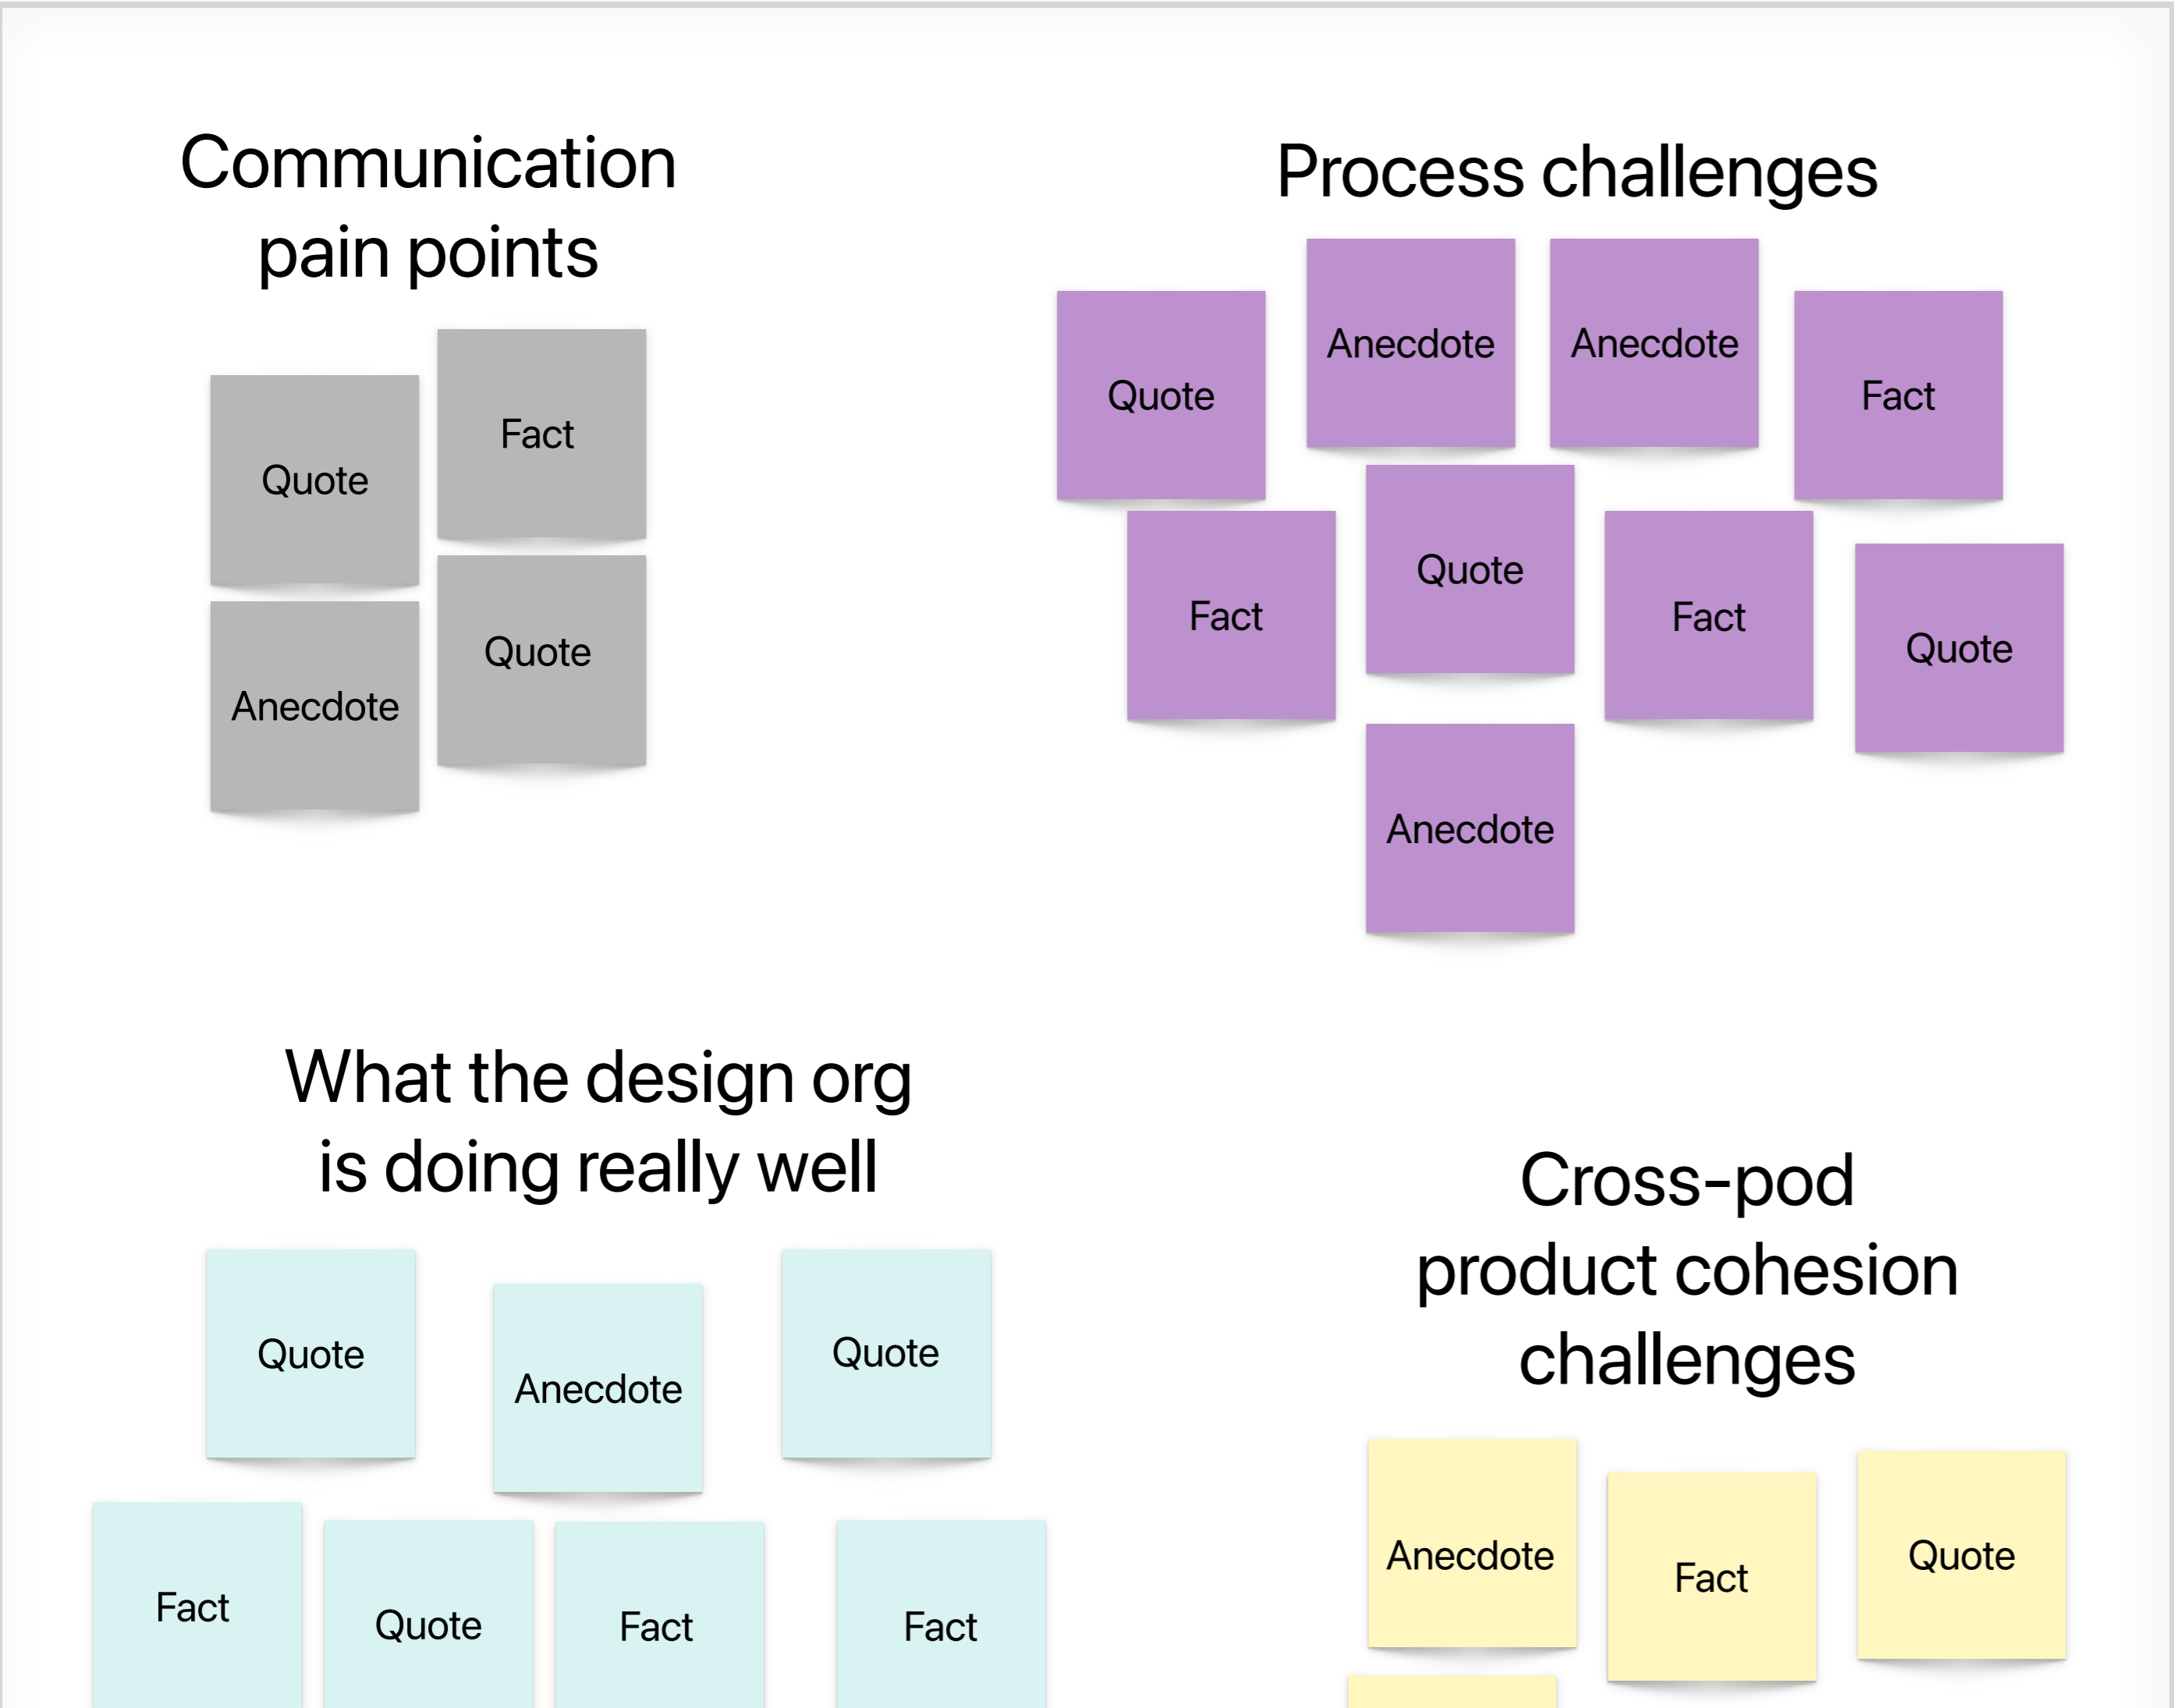 Communication
pain points
Quote
Fact
Anecdote
Quote
Process challenges
Quote
Anecdote
Anecdote
Fact
Fact
Quote
Fact
Quote
Anecdote
What the design org
is doing really well
Quote
Anecdote
Quote
Fact
Quote
Fact
Fact
Cross-pod
product cohesion
challenges
Anecdote
Fact
Quote